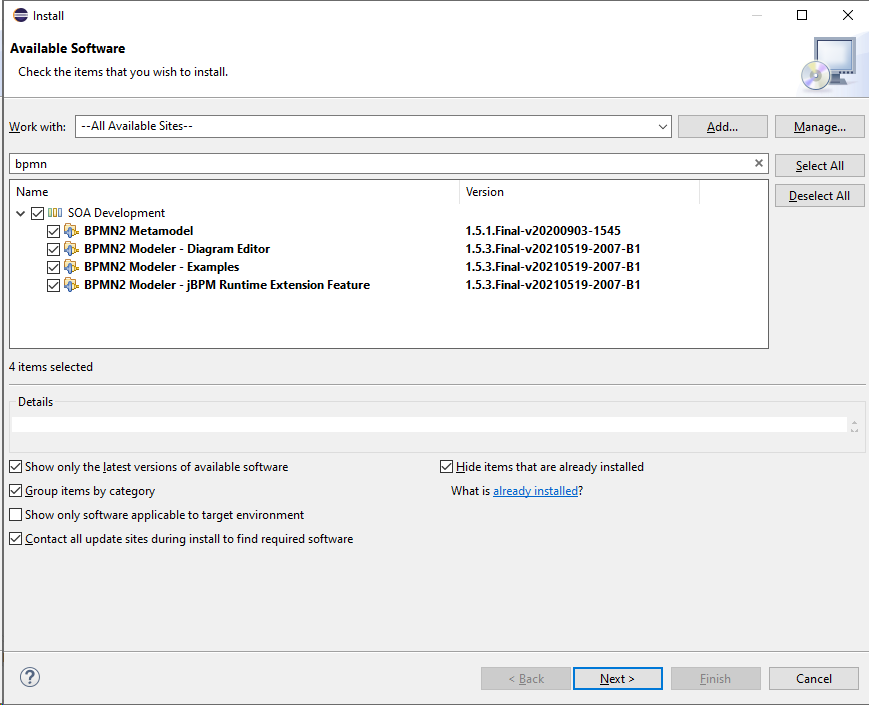 Install
Available Software
Check the items that you wish to install.
Work with: --All Available Sites-- Add... Manage...
bpmn Select All
Name Version Deselect All
SOA Development
BPMN2 Metamodel 1.5.1.Final-v20200903-1545
BPMN2 Modeler - Diagram Editor 1.5.3.Final-v20210519-2007-B1
BPMN2 Modeler - Examples 1.5.3.Final-v20210519-2007-B1
BPMN2 Modeler - jBPM Runtime Extension Feature 1.5.3.Final-v20210519-2007-B1
4 items selected
Details
Show only the latest versions of available software Hide items that are already installed
Group items by category What is already installed?
Show only software applicable to target environment
Contact all update sites during install to find required software
? < Back Next > Finish Cancel